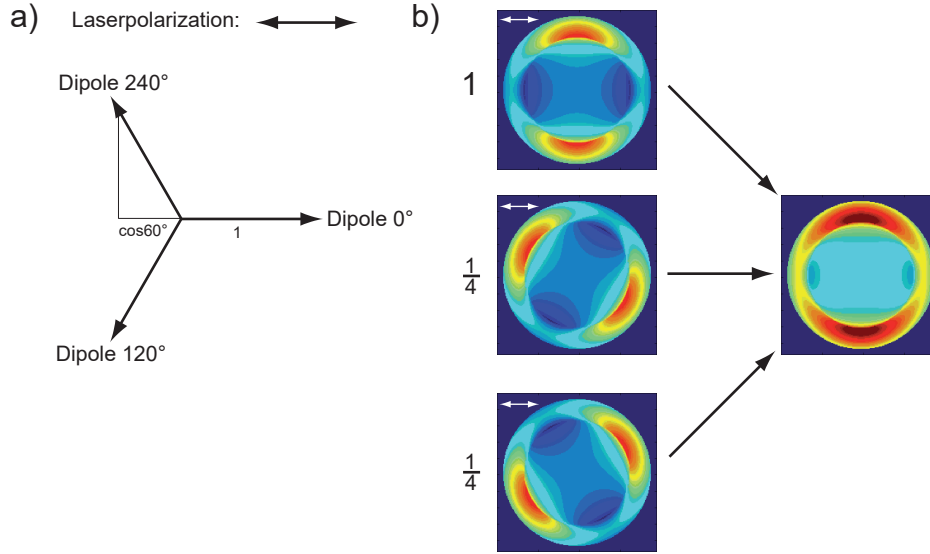 a)
Laserpolarization:
Dipole 240°
cos60°
1
Dipole 0°
Dipole 120°
b)
1
1/4
1/4